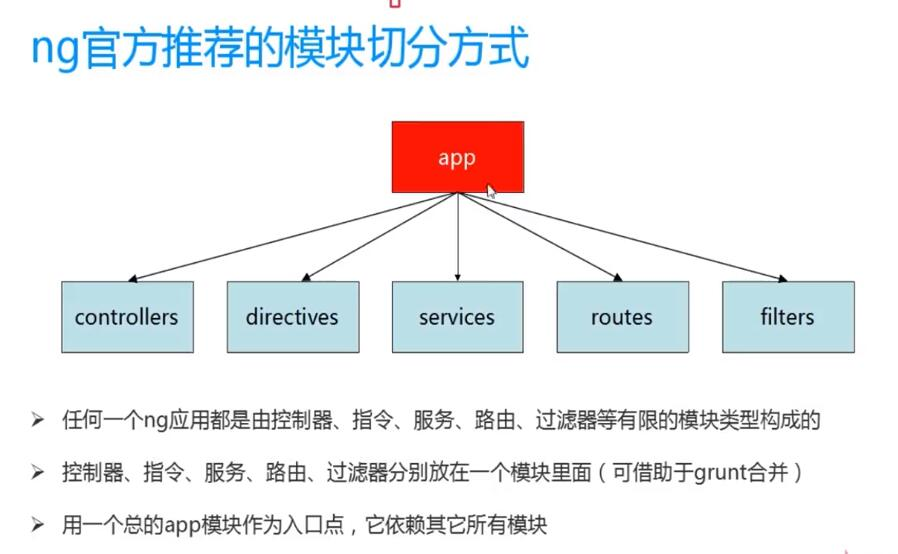 ng官方推荐的模块切分方式
app
controllers
directives
services
routes
filters
任何一个ng应用都是由控制器、指令、服务、路由、过滤器等有限的模块类型构成的
控制器、指令、服务、路由、过滤器分别放在一个模块里面（可借助于grunt合并）
用一个总的app模块作为入口点，它依赖其它所有模块